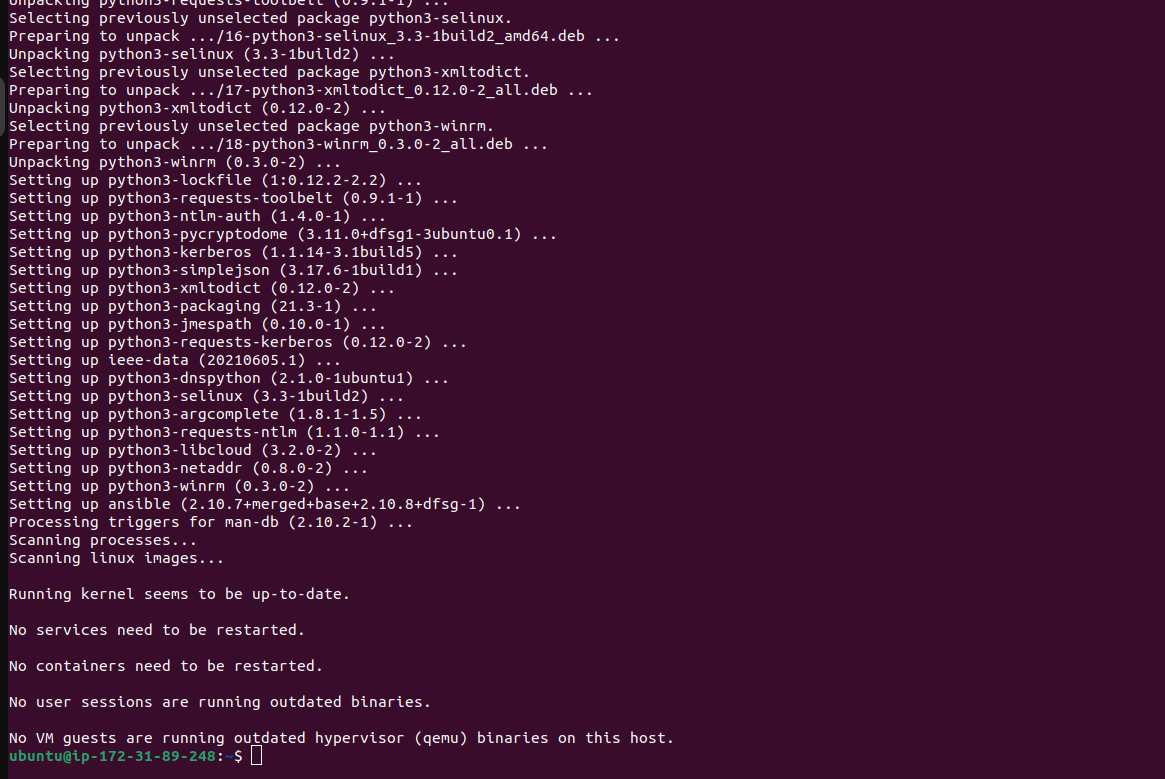 Unpacking python3-requests-toolbelt (0.9.1-1) ...
Selecting previously unselected package python3-selinux.
Preparing to unpack .../16-python3-selinux_3.3-1build2_amd64.deb ...
Unpacking python3-selinux (3.3-1build2) ...
Selecting previously unselected package python3-xmltodict.
Preparing to unpack .../17-python3-xmltodict_0.12.0-2_all.deb ...
Unpacking python3-xmltodict (0.12.0-2) ...
Selecting previously unselected package python3-winrm.
Preparing to unpack .../18-python3-winrm_0.3.0-2_all.deb ...
Unpacking python3-winrm (0.3.0-2) ...
Setting up python3-lockfile (1:0.12.2-2.2) ...
Setting up python3-requests-toolbelt (0.9.1-1) ...
Setting up python3-ntlm-auth (1.4.0-1) ...
Setting up python3-pycryptodome (3.11.0+dfsg1-3ubuntu0.1) ...
Setting up python3-kerberos (1.1.14-3.1build5) ...
Setting up python3-simplejson (3.17.6-1build1) ...
Setting up python3-xmltodict (0.12.0-2) ...
Setting up python3-packaging (21.3-1) ...
Setting up python3-jmespath (0.10.0-1) ...
Setting up python3-requests-kerberos (0.12.0-2) ...
Setting up ieee-data (20210605.1) ...
Setting up python3-dnspython (2.1.0-1ubuntu1) ...
Setting up python3-selinux (3.3-1build2) ...
Setting up python3-argcomplete (1.8.1-1.5) ...
Setting up python3-requests-ntlm (1.1.0-1.1) ...
Setting up python3-libcloud (3.2.0-2) ...
Setting up python3-netaddr (0.8.0-2) ...
Setting up python3-winrm (0.3.0-2) ...
Setting up ansible (2.10.7+merged+base+2.10.8+dfsg-1) ...
Processing triggers for man-db (2.10.2-1) ...
Scanning processes...
Scanning linux images...
Running kernel seems to be up-to-date.
No services need to be restarted.
No containers need to be restarted.
No user sessions are running outdated binaries.
No VM guests are running outdated hypervisor (qemu) binaries on this host.
ubuntu@ip-172-31-89-248:~$